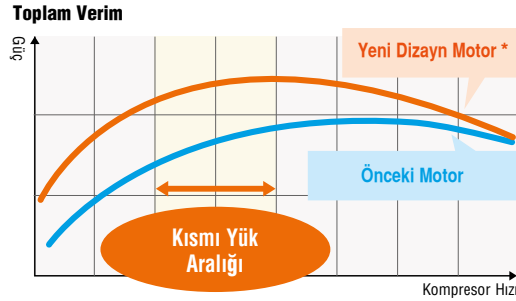 Toplam Verim
Güç
Yeni Dizayn Motor *
Önceki Motor
Kısmı Yük
Aralığı
Kompresor Hızı